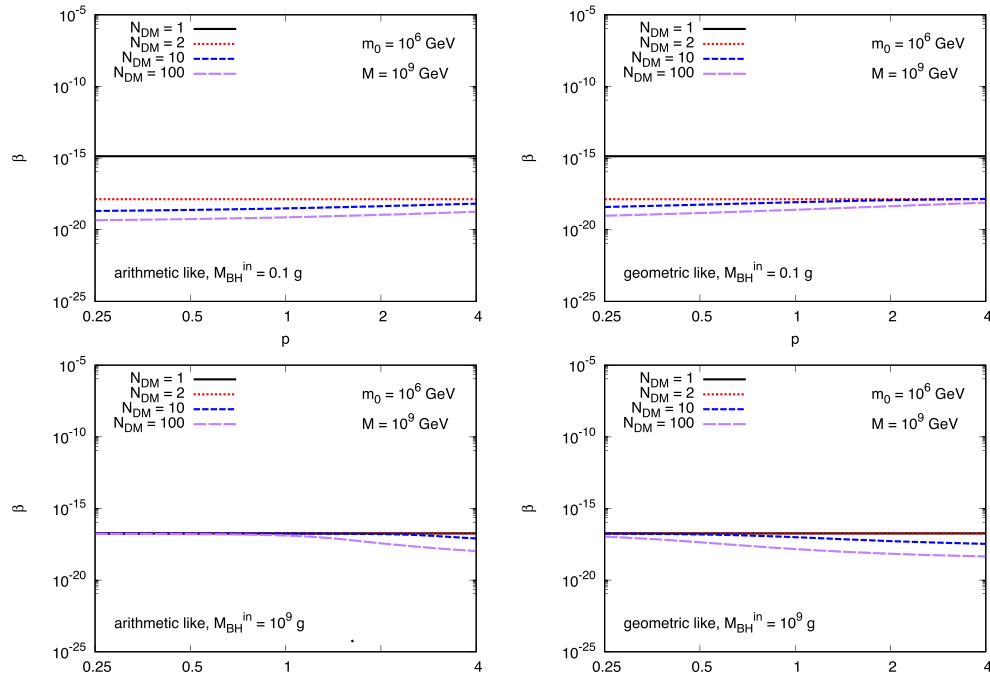 10^-5
N_DM = 1
N_DM = 2
N_DM = 10
N_DM = 100
m_0 = 10^6 GeV
M = 10^9 GeV
10^-10
β
10^-15
10^-20
arithmetic like, M_BH^in = 0.1 g
10^-25
0.25 0.5 1 2 4
p
10^-5
N_DM = 1
N_DM = 2
N_DM = 10
N_DM = 100
m_0 = 10^6 GeV
M = 10^9 GeV
10^-10
β
10^-15
10^-20
geometric like, M_BH^in = 0.1 g
10^-25
0.25 0.5 1 2 4
p
10^-5
N_DM = 1
N_DM = 2
N_DM = 10
N_DM = 100
m_0 = 10^6 GeV
M = 10^9 GeV
10^-10
β
10^-15
10^-20
arithmetic like, M_BH^in = 10^9 g
10^-25
0.25 0.5 1 2 4
10^-5
N_DM = 1
N_DM = 2
N_DM = 10
N_DM = 100
m_0 = 10^6 GeV
M = 10^9 GeV
10^-10
β
10^-15
10^-20
geometric like, M_BH^in = 10^9 g
10^-25
0.25 0.5 1 2 4